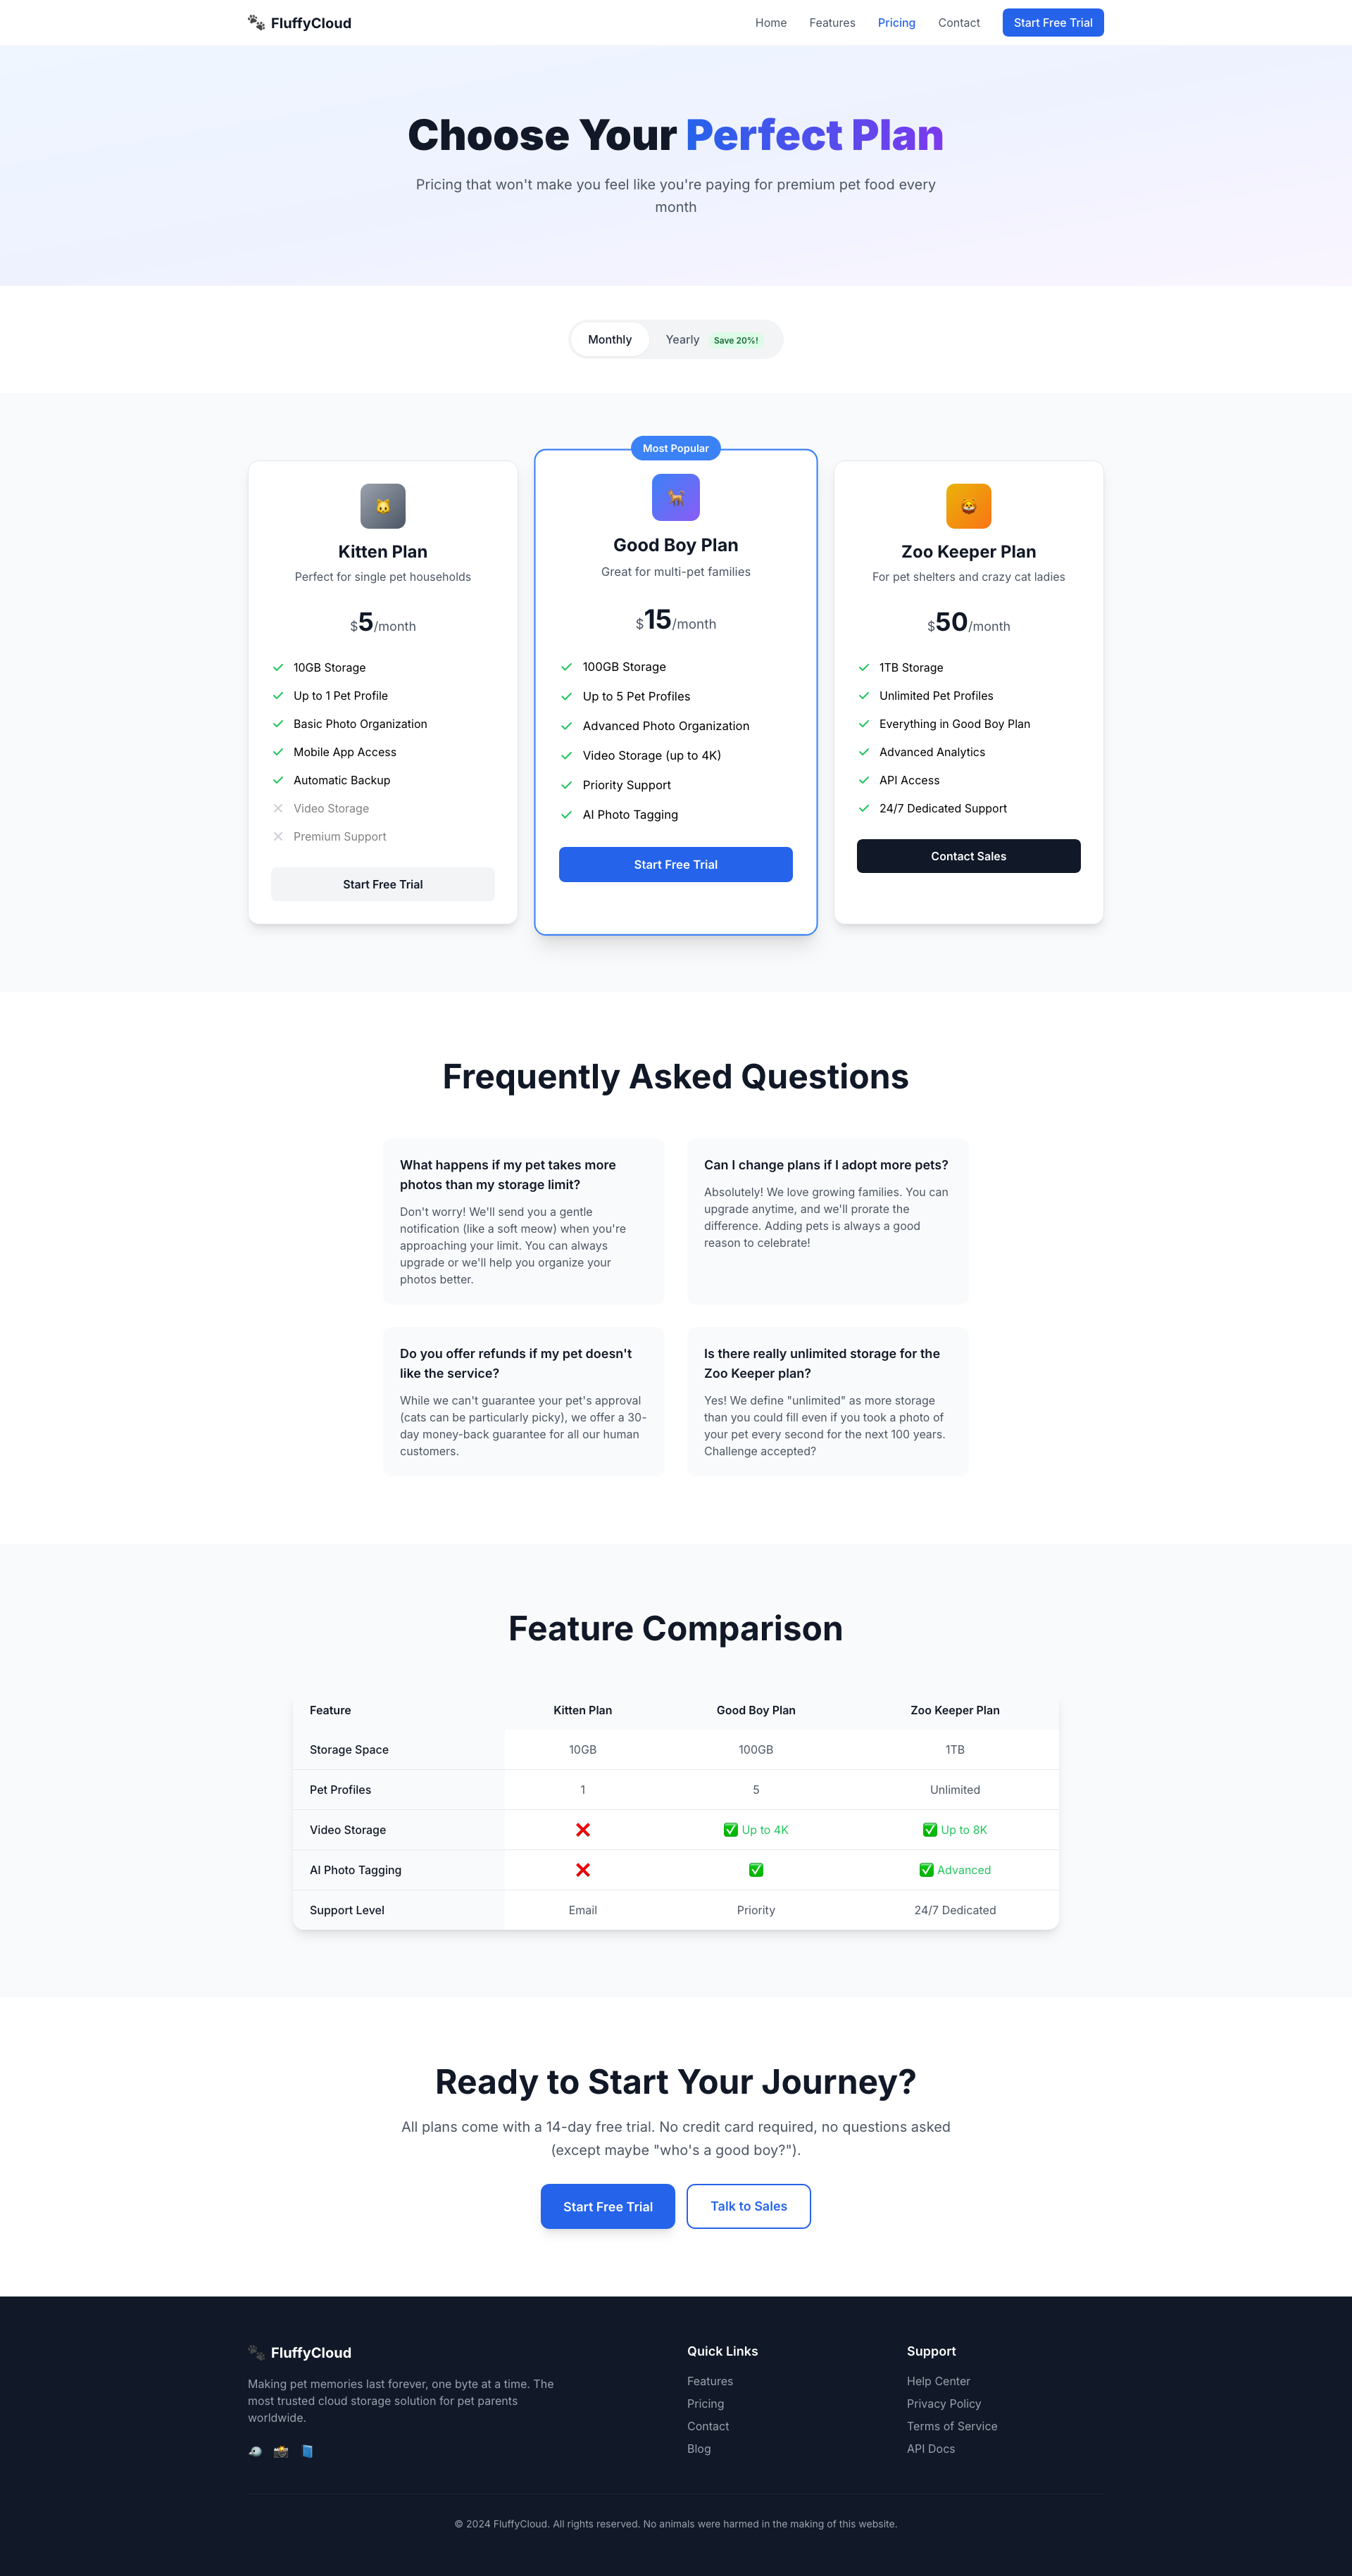 FluffyCloud
Home
Features
Pricing
Contact
Start Free Trial
Choose Your Perfect Plan
Pricing that won't make you feel like you're paying for premium pet food every
month
Monthly
Yearly
Save 20%!
Kitten Plan
Perfect for single pet households
$5/month
10GB Storage
Up to 1 Pet Profile
Basic Photo Organization
Mobile App Access
Automatic Backup
Video Storage
Premium Support
Start Free Trial
Most Popular
Good Boy Plan
Great for multi-pet families
$15/month
100GB Storage
Up to 5 Pet Profiles
Advanced Photo Organization
Video Storage (up to 4K)
Priority Support
AI Photo Tagging
Start Free Trial
Zoo Keeper Plan
For pet shelters and crazy cat ladies
$50/month
1TB Storage
Unlimited Pet Profiles
Everything in Good Boy Plan
Advanced Analytics
API Access
24/7 Dedicated Support
Contact Sales
Frequently Asked Questions
What happens if my pet takes more
photos than my storage limit?
Don't worry! We'll send you a gentle
notification (like a soft meow) when you're
approaching your limit. You can always
upgrade or we'll help you organize your
photos better.
Can I change plans if I adopt more pets?
Absolutely! We love growing families. You can
upgrade anytime, and we'll prorate the
difference. Adding pets is always a good
reason to celebrate!
Do you offer refunds if my pet doesn't
like the service?
While we can't guarantee your pet's approval
(cats can be particularly picky), we offer a 30-
day money-back guarantee for all our human
customers.
Is there really unlimited storage for the
Zoo Keeper plan?
Yes! We define "unlimited" as more storage
than you could fill even if you took a photo of
your pet every second for the next 100 years.
Challenge accepted?
Feature Comparison
Feature Kitten Plan Good Boy Plan Zoo Keeper Plan
Storage Space 10GB 100GB 1TB
Pet Profiles 1 5 Unlimited
Video Storage ❌ ✅ Up to 4K ✅ Up to 8K
AI Photo Tagging ❌ ✅ ✅ Advanced
Support Level Email Priority 24/7 Dedicated
Ready to Start Your Journey?
All plans come with a 14-day free trial. No credit card required, no questions asked
(except maybe "who's a good boy?").
Start Free Trial
Talk to Sales
FluffyCloud
Making pet memories last forever, one byte at a time. The
most trusted cloud storage solution for pet parents
worldwide.
Quick Links
Features
Pricing
Contact
Blog
Support
Help Center
Privacy Policy
Terms of Service
API Docs
© 2024 FluffyCloud. All rights reserved. No animals were harmed in the making of this website.